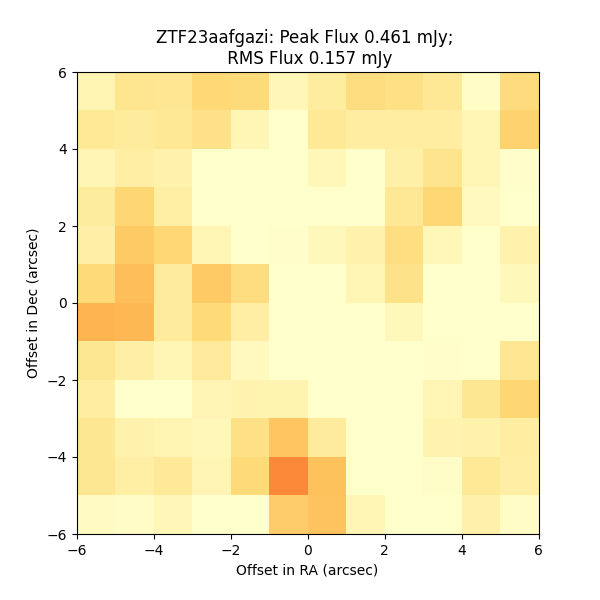 ZTF23aafgazi: Peak Flux 0.461 mJy;
RMS Flux 0.157 mJy
6
4
2
0
−2
−4
−6
Offset in Dec (arcsec)
−6 −4 −2 0 2 4 6
Offset in RA (arcsec)